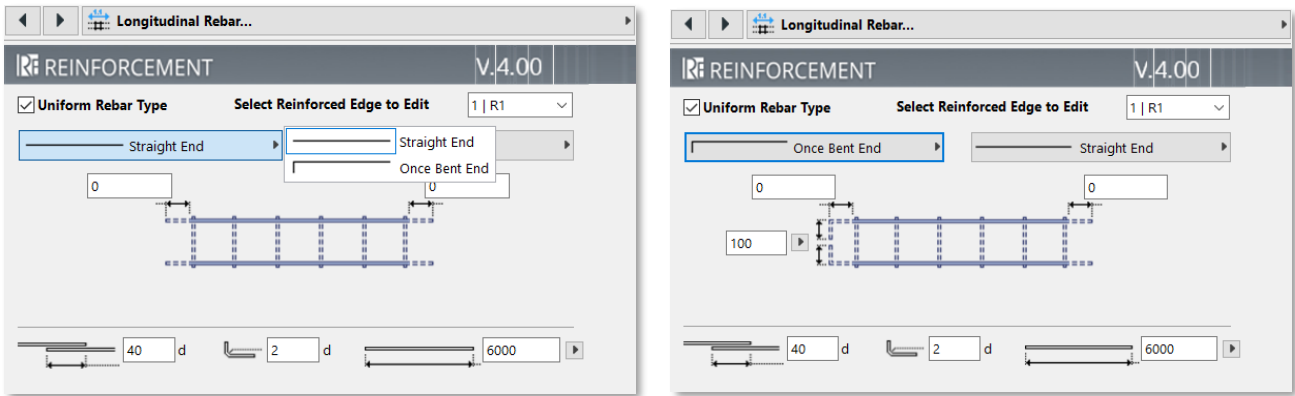 Longitudinal Rebar...
REINFORCEMENT V.4.00
Uniform Rebar Type Select Reinforced Edge to Edit 1 | R1
Straight End Straight End
Once Bent End
0 0
40 d 2 d 6000
Longitudinal Rebar...
REINFORCEMENT V.4.00
Uniform Rebar Type Select Reinforced Edge to Edit 1 | R1
Once Bent End Straight End
0 0
100
40 d 2 d 6000